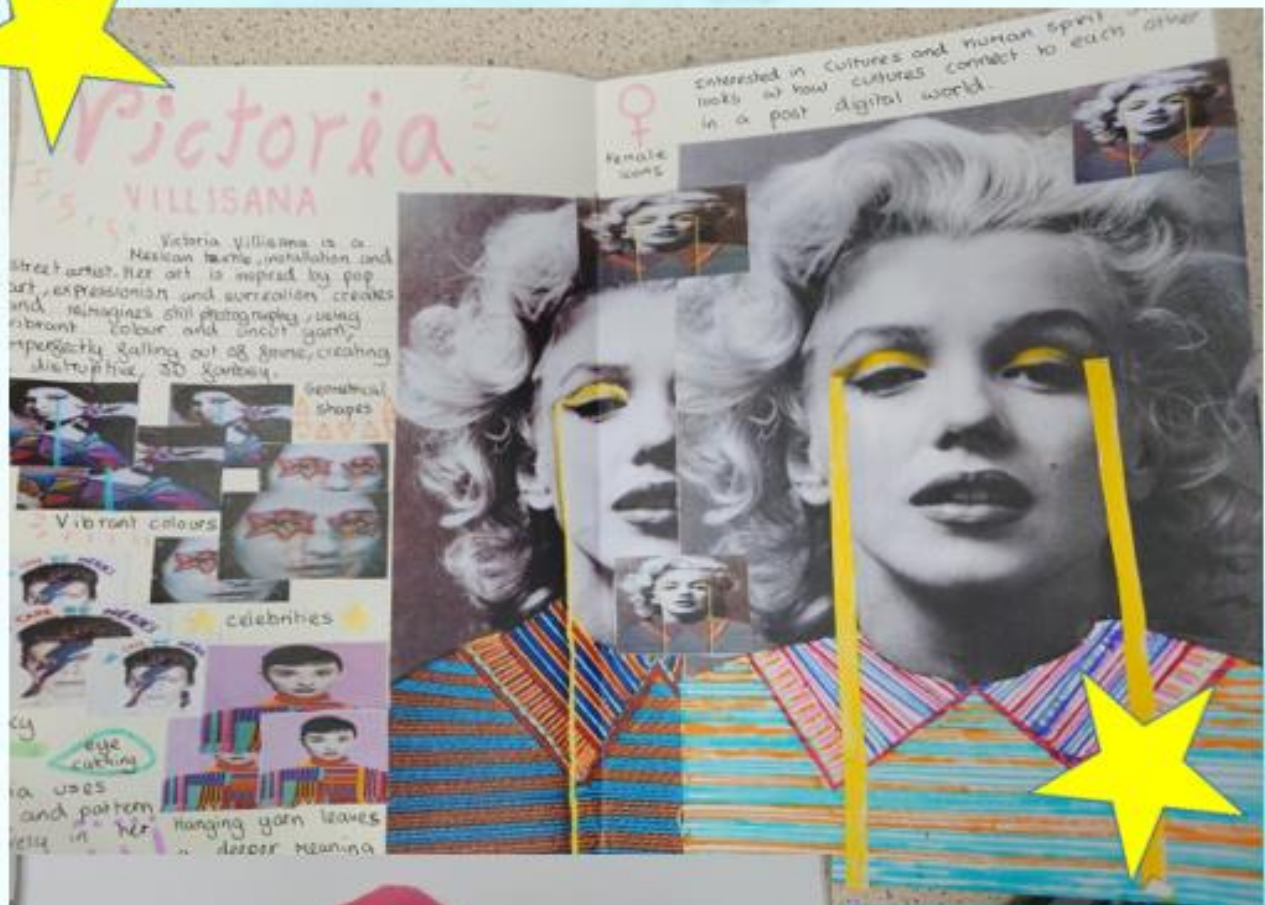 Victoria
VILLISANA
Victoria Villisana is a
Mexican textile, installation and
street artist. Her art is inspired by pop
art, expressionism and surrealism creates
and reimagines still photography, using
vibrant colour and uncut yarn,
imperfectly falling out of frame, creating
disruptive, 3D fantasy.
Geometrical
shapes
Vibrant colours
celebrities
eye
catching
uses
and pattern
in her
Hanging yarn leaves
a deeper meaning
Female
icons
interested in cultures and human spirit
looks at how cultures connect to each other
in a post digital world.